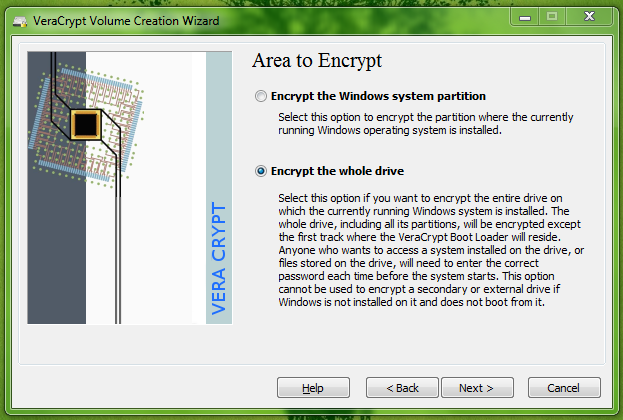 VeraCrypt Volume Creation Wizard
Area to Encrypt
Encrypt the Windows system partition
Select this option to encrypt the partition where the currently
running Windows operating system is installed.
Encrypt the whole drive
Select this option if you want to encrypt the entire drive on
which the currently running Windows system is installed. The
whole drive, including all its partitions, will be encrypted except
the first track where the VeraCrypt Boot Loader will reside.
Anyone who wants to access a system installed on the drive, or
files stored on the drive, will need to enter the correct
password each time before the system starts. This option
cannot be used to encrypt a secondary or external drive if
Windows is not installed on it and does not boot from it.
VERA CRYPT
Help
< Back
Next >
Cancel